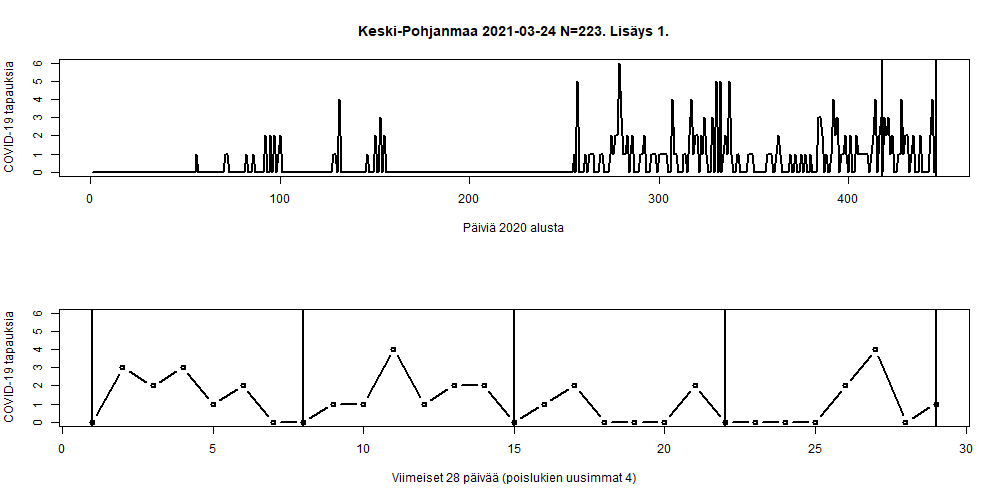 Keski-Pohjanmaa 2021-03-24 N=223. Lisäys 1.
COVID-19 tapauksia
6
5
4
3
2
1
0
0 100 200 300 400
Päiviä 2020 alusta
COVID-19 tapauksia
6
5
4
3
2
1
0
0 5 10 15 20 25 30
Viimeiset 28 päivää (poislukien uusimmat 4)